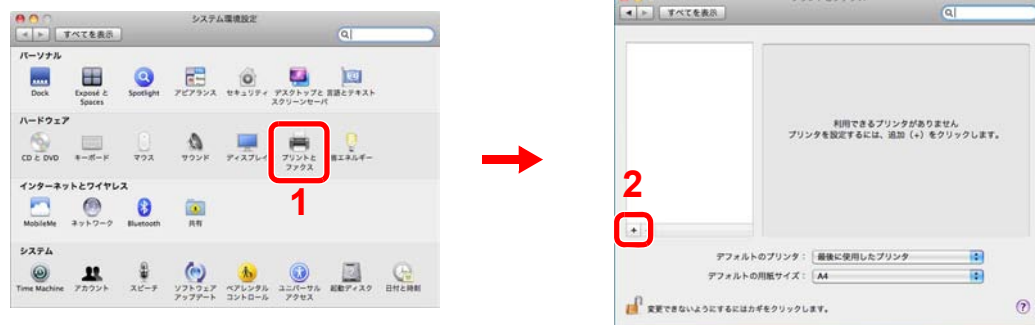 システム環境設定
すべてを表示
パーソナル
Dock
Exposé と
Spaces
Spotlight
アピアランス
セキュリティ
デスクトップと
スクリーンセーバ
言語とテキスト
ハードウェア
CD と DVD
キーボード
マウス
サウンド
ディスプレイ
プリントと
ファクス
省エネルギー
1
インターネットとワイヤレス
MobileMe
ネットワーク
Bluetooth
共有
システム
Time Machine
アカウント
スピーチ
ソフトウェア
アップデート
ペアレンタル
コントロール
ユニバーサル
アクセス
起動ディスク
日付と時刻
すべてを表示
利用できるプリンタがありません
プリンタを設定するには、追加（+）をクリックします。
2
+
デフォルトのプリンタ： 最後に使用したプリンタ
デフォルトの用紙サイズ： A4
変更できないようにするにはカギをクリックします。
?